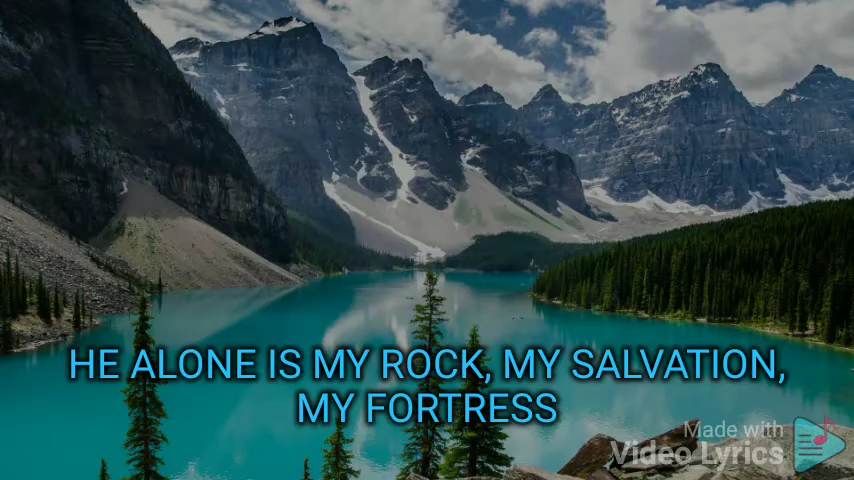 HE ALONE IS MY ROCK, MY SALVATION,
MY FORTRESS
Made with
Video Lyrics